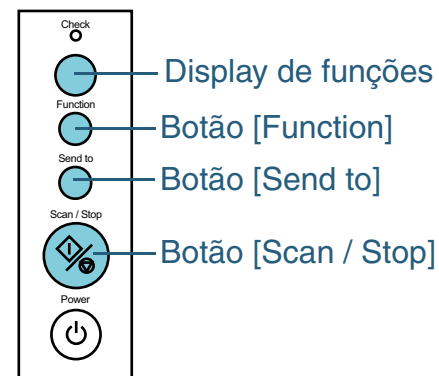 Check
Display de funções
Function
Botão [Function]
Send to
Botão [Send to]
Scan / Stop
Botão [Scan / Stop]
Power